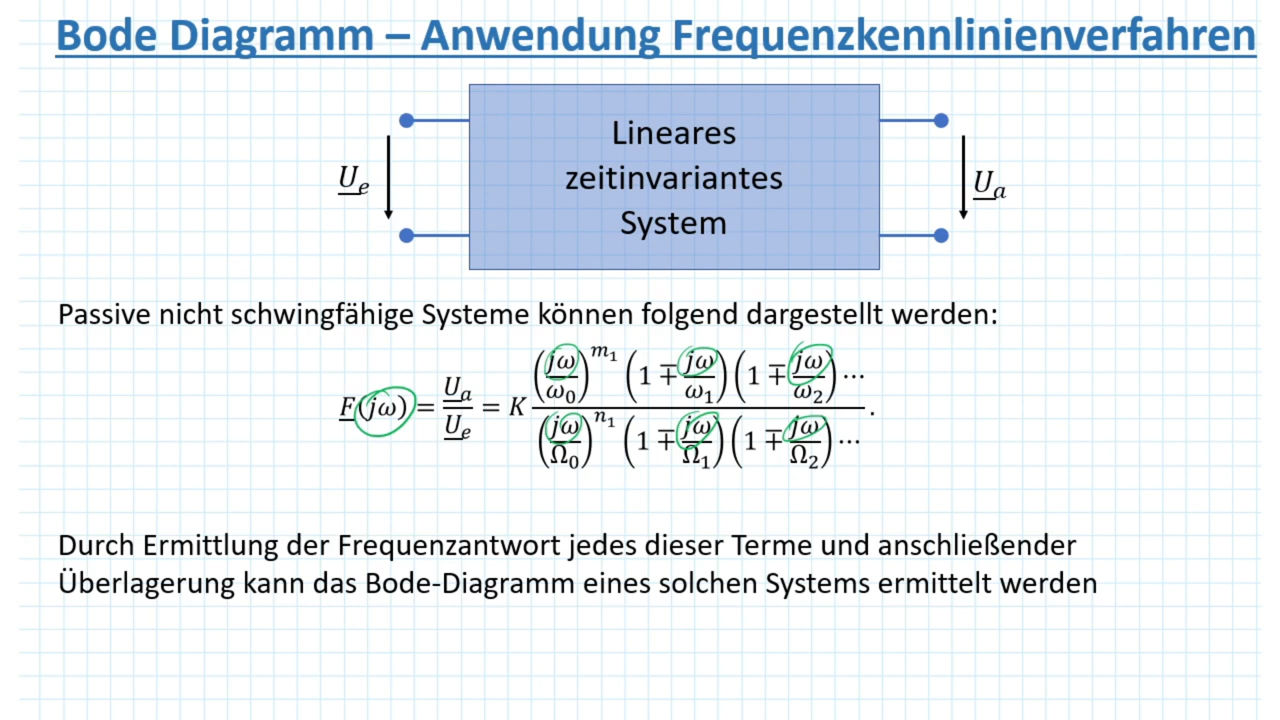 Bode Diagramm – Anwendung Frequenzkennlinienverfahren
Lineares
zeitinvariantes
System
U_e
U_a
Passive nicht schwingfähige Systeme können folgend dargestellt werden:
F(jω) = U_a/U_e = K ((jω/ω_0)^{m_1} (1 ∓ jω/ω_1) (1 ∓ jω/ω_2) ⋯) / ((jω/Ω_0)^{n_1} (1 ∓ jω/Ω_1) (1 ∓ jω/Ω_2) ⋯) .
Durch Ermittlung der Frequenzantwort jedes dieser Terme und anschließender
Überlagerung kann das Bode-Diagramm eines solchen Systems ermittelt werden